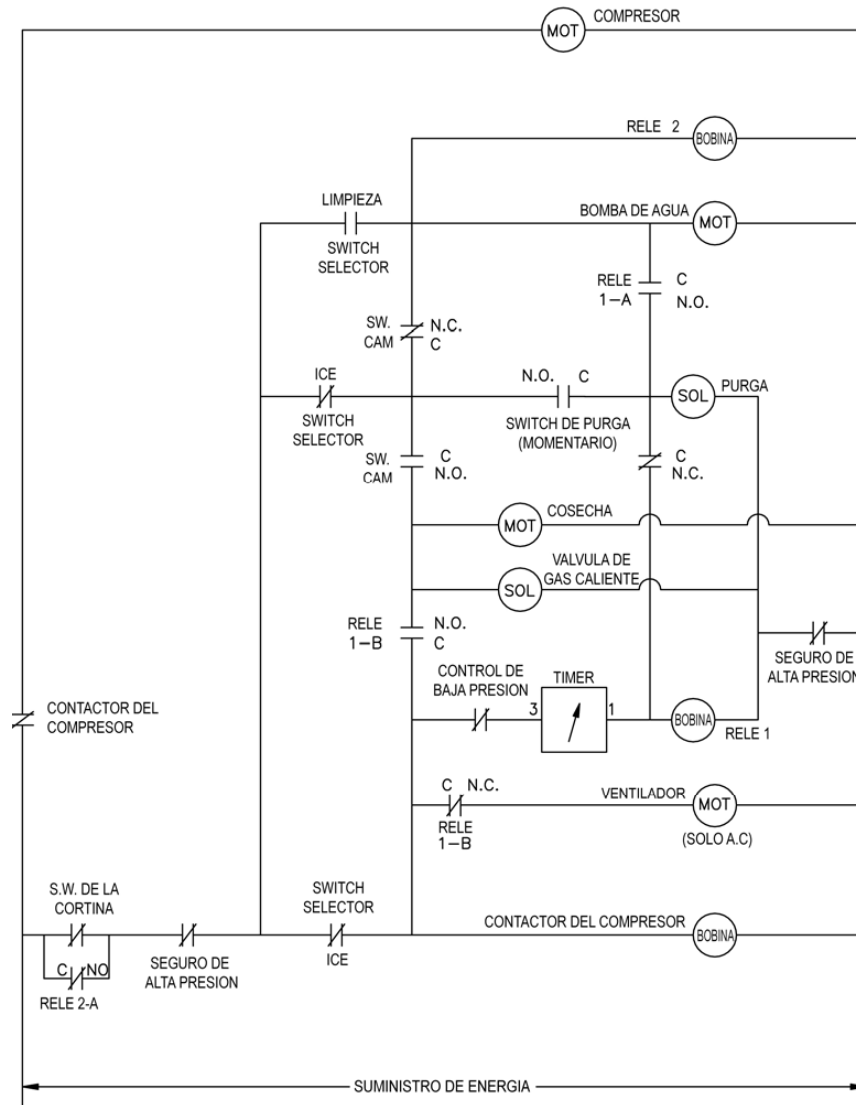 COMPRESOR
MOT
RELE 2
BOBINA
LIMPIEZA
BOMBA DE AGUA
MOT
SWITCH
SELECTOR
RELE
1-A
C
N.O.
SW.
CAM
N.C.
C
ICE
N.O.
C
SOL
PURGA
SWITCH
SELECTOR
SWITCH DE PURGA
(MOMENTARIO)
SW.
CAM
C
N.O.
C
N.C.
MOT
COSECHA
SOL
VALVULA DE
GAS CALIENTE
RELE
1-B
N.O.
C
SEGURO DE
ALTA PRESION
CONTROL DE
BAJA PRESION
TIMER
3
1
BOBINA
RELE 1
CONTACTOR DEL
COMPRESOR
C
N.C.
VENTILADOR
MOT
RELE
1-B
(SOLO A.C)
S.W. DE LA
CORTINA
SWITCH
SELECTOR
CONTACTOR DEL COMPRESOR
BOBINA
SEGURO DE
ALTA PRESION
ICE
C
NO
RELE 2-A
SUMINISTRO DE ENERGIA